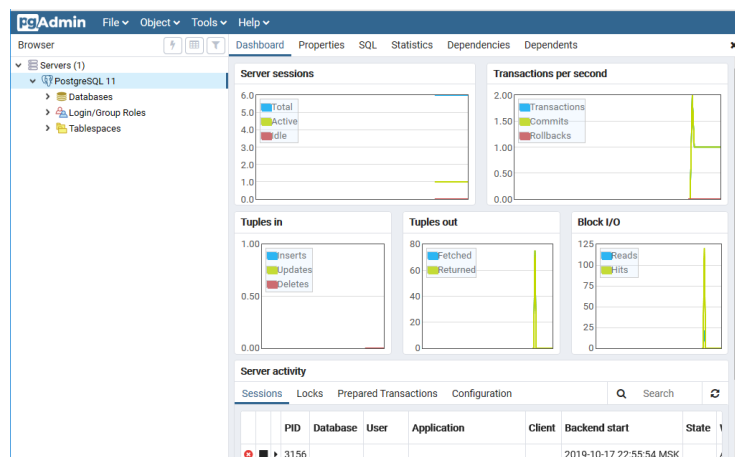 pgAdmin File Object Tools Help
Browser
Dashboard Properties SQL Statistics Dependencies Dependents
Servers (1)
PostgreSQL 11
Databases
Login/Group Roles
Tablespaces
Server sessions
6.0
5.0
4.0
3.0
2.0
1.0
0.0
Total
Active
Idle
Transactions per second
2.00
1.50
1.00
0.50
0.00
Transactions
Commits
Rollbacks
Tuples in
1.00
0.50
0.00
Inserts
Updates
Deletes
Tuples out
80
60
40
20
0
Fetched
Returned
Block I/O
125
100
75
50
25
0
Reads
Hits
Server activity
Sessions Locks Prepared Transactions Configuration Search
PID Database User Application Client Backend start State
3156 2019-10-17 22:55:54 MSK